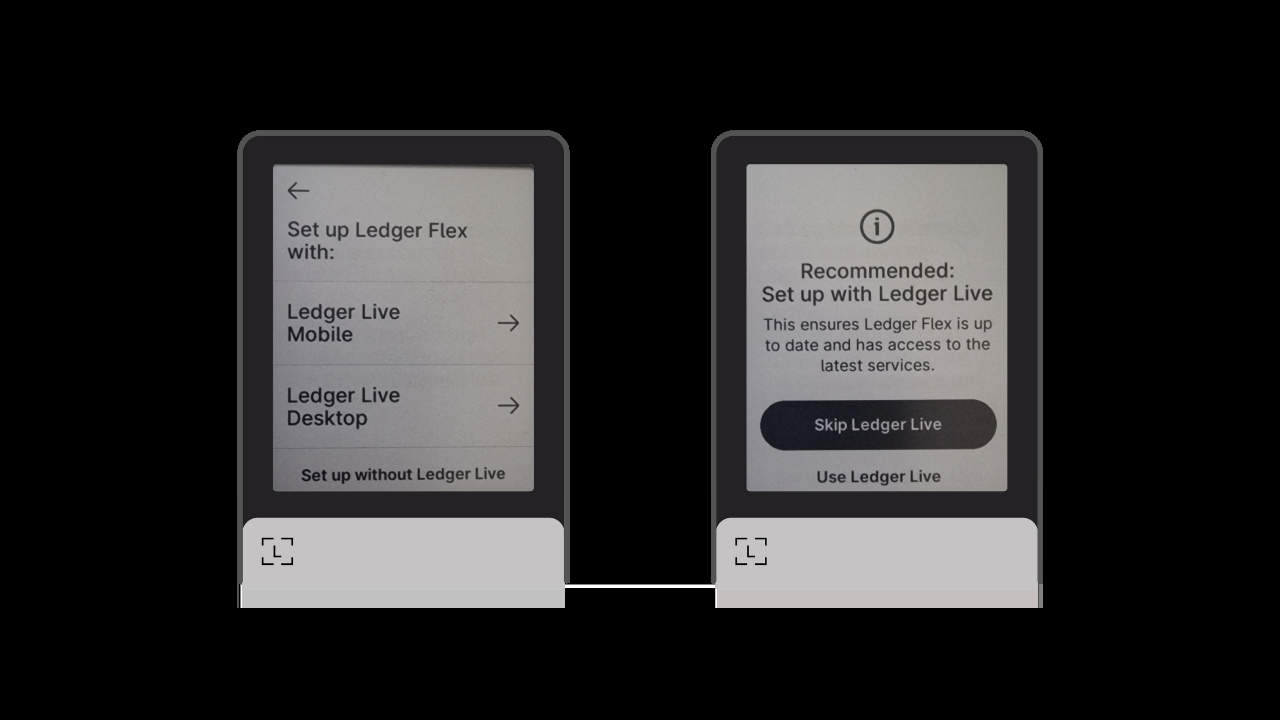 Set up Ledger Flex
with:
Ledger Live
Mobile
Ledger Live
Desktop
Set up without Ledger Live
Recommended:
Set up with Ledger Live
This ensures Ledger Flex is up
to date and has access to the
latest services.
Skip Ledger Live
Use Ledger Live